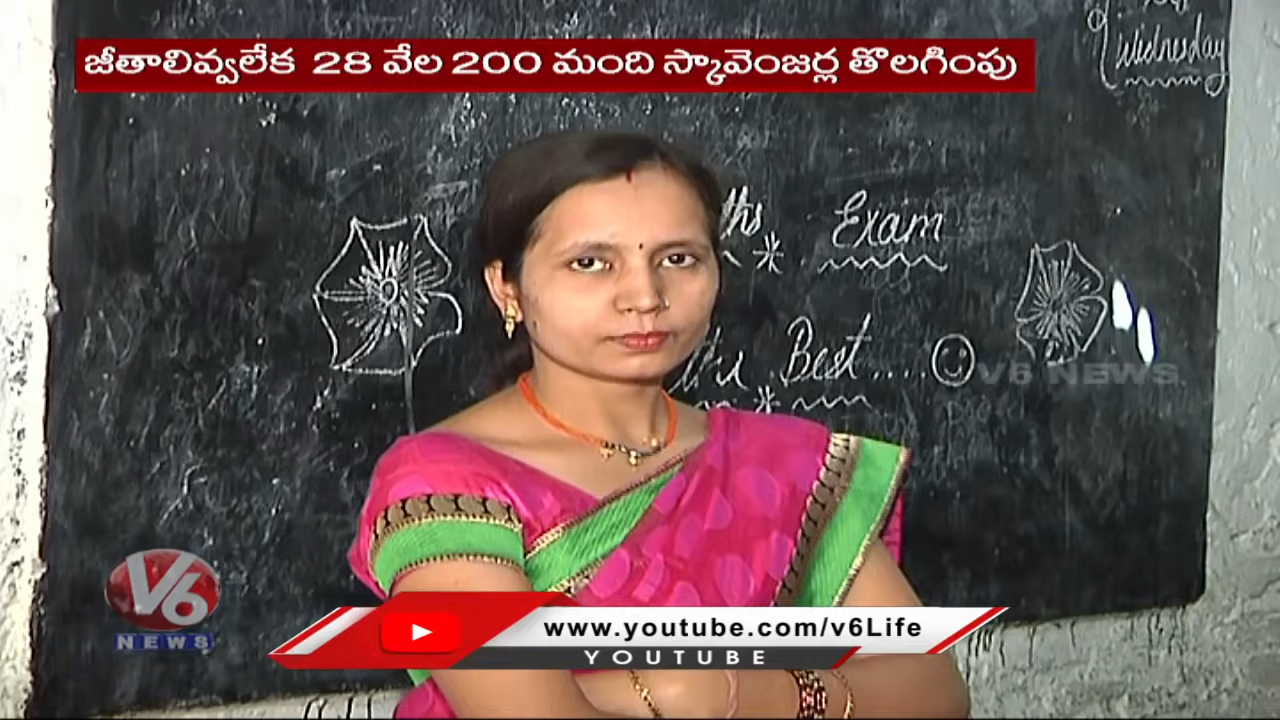 జీతాలివ్వలేక 28 వేల 200 మంది స్కావెంజర్ల తొలగింపు
Wednesday
Exam
Best....
V6 NEWS
V6
NEWS
www.youtube.com/v6Life
YOUTUBE